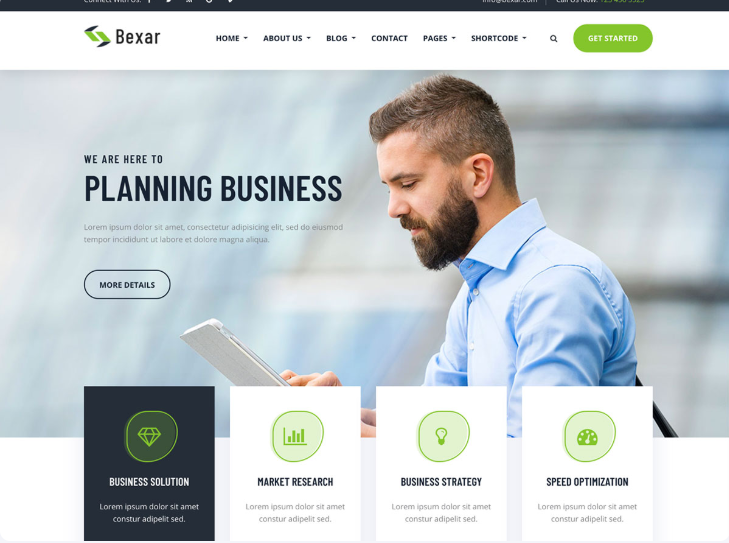 Connect With Us:
info@bexar.com
Call Us Now:
Bexar
HOME
ABOUT US
BLOG
CONTACT
PAGES
SHORTCODE
GET STARTED
WE ARE HERE TO
PLANNING BUSINESS
Lorem ipsum dolor sit amet, consectetur adipisicing elit, sed do eiusmod
tempor incididunt ut labore et dolore magna aliqua.
MORE DETAILS
BUSINESS SOLUTION
Lorem ipsum dolor sit amet
constur adipelit sed.
MARKET RESEARCH
Lorem ipsum dolor sit amet
constur adipelit sed.
BUSINESS STRATEGY
Lorem ipsum dolor sit amet
constur adipelit sed.
SPEED OPTIMIZATION
Lorem ipsum dolor sit amet
constur adipelit sed.